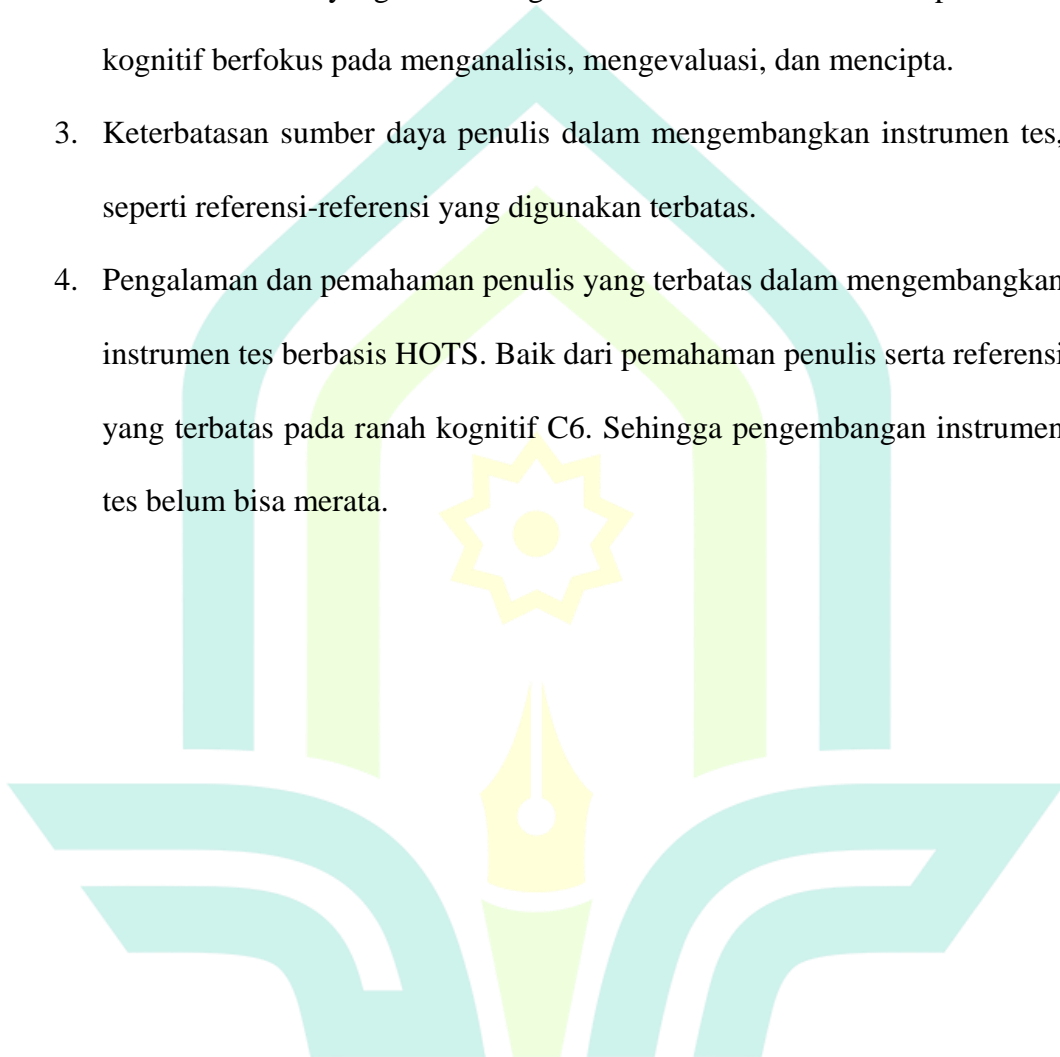 kognitif berfokus pada menganalisis, mengevaluasi, dan mencipta.
3. Keterbatasan sumber daya penulis dalam mengembangkan instrumen tes,
seperti referensi-referensi yang digunakan terbatas.
4. Pengalaman dan pemahaman penulis yang terbatas dalam mengembangkan
instrumen tes berbasis HOTS. Baik dari pemahaman penulis serta referensi
yang terbatas pada ranah kognitif C6. Sehingga pengembangan instrumen
tes belum bisa merata.